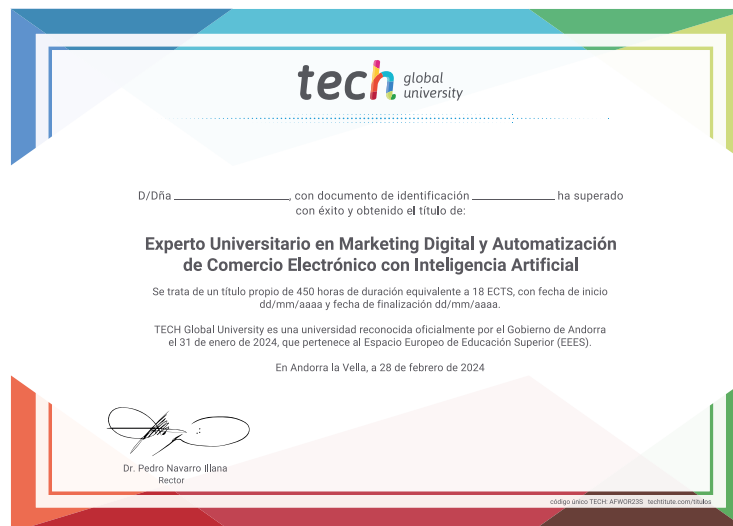 tech global
university
D/Dña ____________, con documento de identificación ____________ ha superado
con éxito y obtenido el título de:
Experto Universitario en Marketing Digital y Automatización
de Comercio Electrónico con Inteligencia Artificial
Se trata de un título propio de 450 horas de duración equivalente a 18 ECTS, con fecha de inicio
dd/mm/aaaa y fecha de finalización dd/mm/aaaa.
TECH Global University es una universidad reconocida oficialmente por el Gobierno de Andorra
el 31 de enero de 2024, que pertenece al Espacio Europeo de Educación Superior (EEES).
En Andorra la Vella, a 28 de febrero de 2024
Dr. Pedro Navarro Illana
Rector
código único TECH: AFWOR23S techtitute.com/titulos